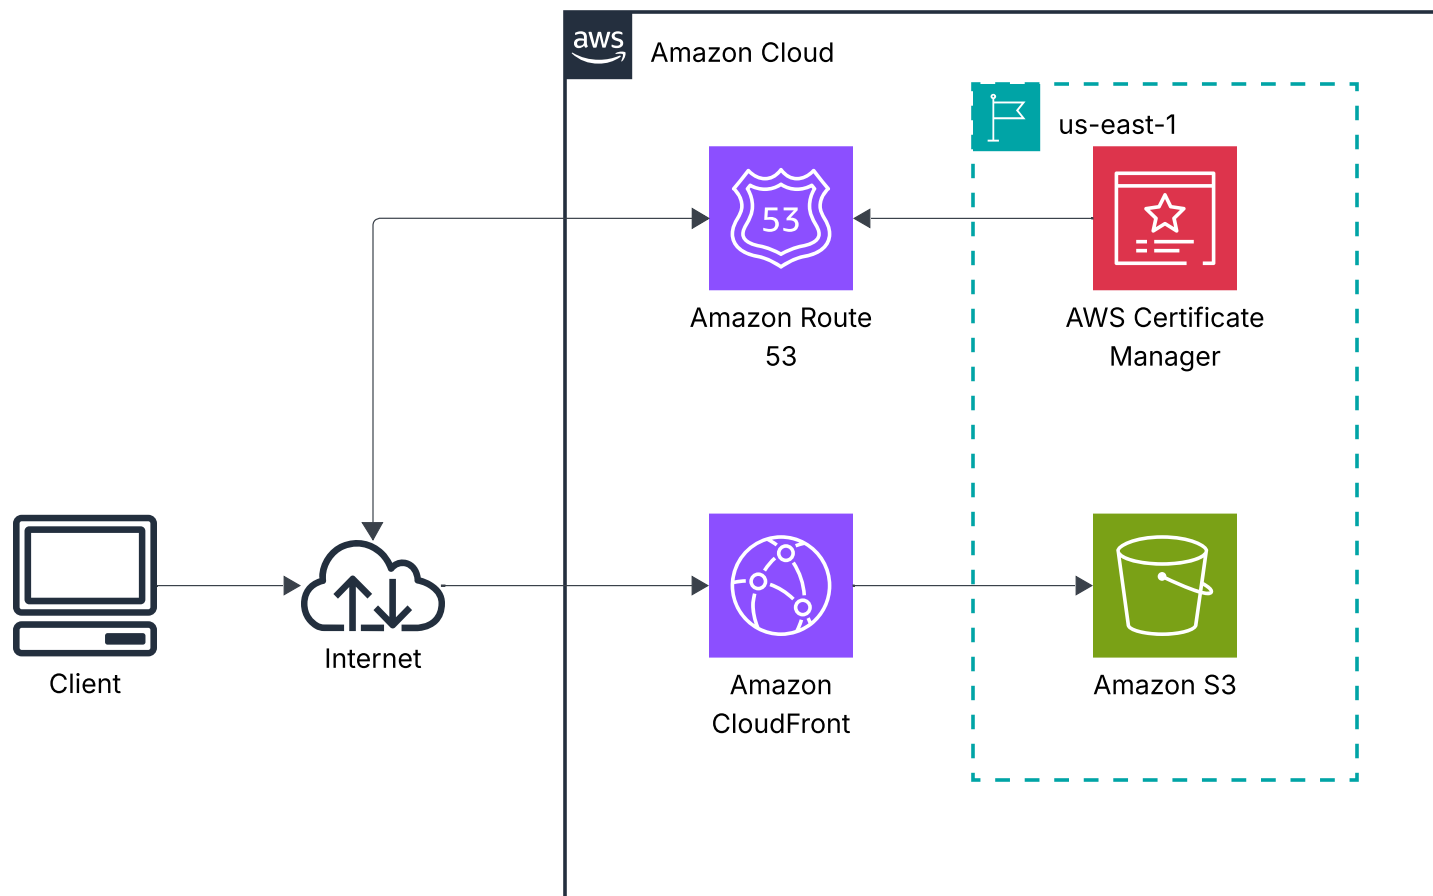 aws
Amazon Cloud
us-east-1
53
Amazon Route
53
AWS Certificate
Manager
Client
Internet
Amazon
CloudFront
Amazon S3